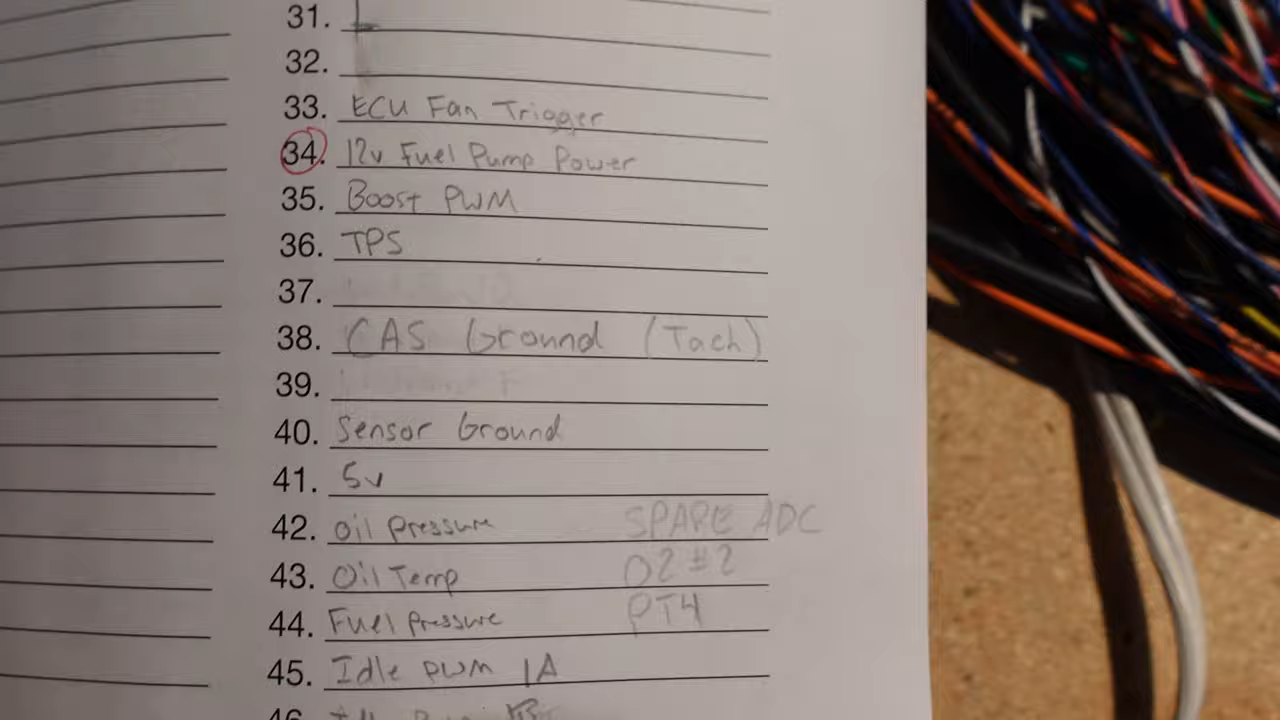 31.
32.
33. ECU Fan Trigger
34. 12v Fuel Pump Power
35. Boost PWM
36. TPS
37.
38. CAS Ground (Tach)
39.
40. Sensor Ground
41. 5v
42. Oil Pressure SPARE ADC
43. Oil Temp O2 #2
44. Fuel Pressure PT4
45. Idle PWM 1A
46.